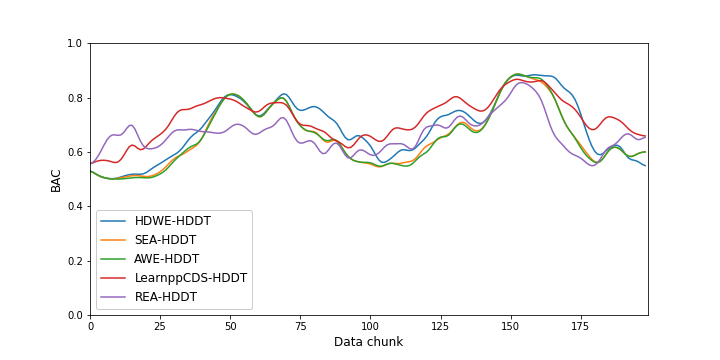 1.0
0.8
0.6
0.4
0.2
0.0
BAC
HDWE-HDDT
SEA-HDDT
AWE-HDDT
LearnppCDS-HDDT
REA-HDDT
0 25 50 75 100 125 150 175
Data chunk